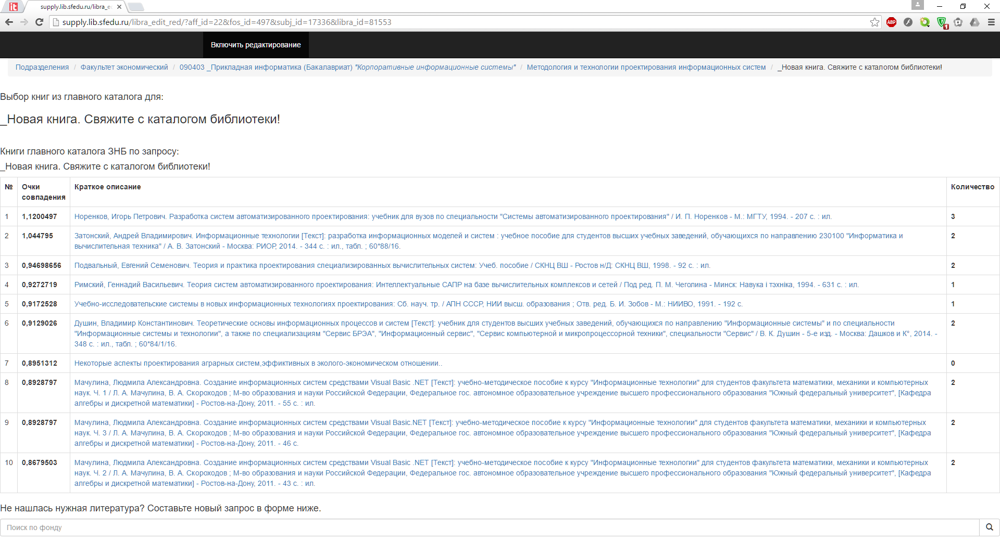 it
supply.lib.sfedu.ru/libra_e
supply.lib.sfedu.ru/libra_edit_red/?aff_id=22&fos_id=497&subj_id=17336&libra_id=81553
ABP
1
Включить редактирование
Подразделения / Факультет экономический / 090403 _Прикладная информатика (Бакалавриат) "Корпоративные информационные системы" / Методология и технологии проектирования информационных систем / _Новая книга. Свяжите с каталогом библиотеки!
Выбор книг из главного каталога для:
_Новая книга. Свяжите с каталогом библиотеки!
Книги главного каталога ЗНБ по запросу:
_Новая книга. Свяжите с каталогом библиотеки!
№ Очки совпадения Краткое описание Количество
1 1,1200497 Норенков, Игорь Петрович. Разработка систем автоматизированного проектирования: учебник для вузов по специальности "Системы автоматизированного проектирования" / И. П. Норенков - М.: МГТУ, 1994. - 207 с. : ил. 3
2 1,044795 Затонский, Андрей Владимирович. Информационные технологии [Текст]: разработка информационных моделей и систем : учебное пособие для студентов высших учебных заведений, обучающихся по направлению 230100 "Информатика и 2
вычислительная техника" / А. В. Затонский - Москва: РИОР, 2014. - 344 с. : ил., табл. ; 60*88/16.
3 0,94698656 Подвальный, Евгений Семенович. Теория и практика проектирования специализированных вычислительных систем: Учеб. пособие / СКНЦ ВШ - Ростов н/Д: СКНЦ ВШ, 1998. - 92 с. : ил. 2
4 0,9272719 Римский, Геннадий Васильевич. Теория систем автоматизированного проектирования: Интеллектуальные САПР на базе вычислительных комплексов и сетей / Под ред. П. М. Чеголина - Минск: Навука i тэхнiка, 1994. - 631 с. : ил. 1
5 0,9172528 Учебно-исследовательские системы в новых информационных технологиях проектирования: Сб. науч. тр. / АПН СССР, НИИ высш. образования ; Отв. ред. Б. И. Зобов - М.: НИИВО, 1991. - 192 с. 1
6 0,9129026 Душин, Владимир Константинович. Теоретические основы информационных процессов и систем [Текст]: учебник для студентов высших учебных заведений, обучающихся по направлению "Информационные системы" и по специальности 2
"Информационные системы и технологии", а также по специализациям "Сервис БРЭА", "Информационный сервис", "Сервис компьютерной и микропроцессорной техники", специальности "Сервис" / В. К. Душин - 5-е изд. - Москва: Дашков и К°, 2014. -
348 с. : ил., табл. ; 60*84/1/16.
7 0,8951312 Некоторые аспекты проектирования аграрных систем,эффиктивных в эколого-экономическом отношении.. 0
8 0,8928797 Мачулина, Людмила Александровна. Создание информационных систем средствами Visual Basic .NET [Текст]: учебно-методическое пособие к курсу "Информационные технологии" для студентов факультета математики, механики и компьютерных 2
наук. Ч. 1 / Л. А. Мачулина, В. А. Скороходов ; М-во образования и науки Российской Федерации, Федеральное гос. автономное образовательное учреждение высшего профессионального образования "Южный федеральный университет", [Кафедра
алгебры и дискретной математики] - Ростов-на-Дону, 2011. - 55 с. : ил.
9 0,8928797 Мачулина, Людмила Александровна. Создание информационных систем средствами Visual Basic.NET [Текст]: учебно-методическое пособие к курсу "Информационные технологии" для студентов факультета математики, механики и компьютерных 2
наук. Ч. 3 / Л. А. Мачулина, В. А. Скороходов ; М-во образования и науки Российской Федерации, Федеральное гос. автономное образовательное учреждение высшего профессионального образования "Южный федеральный университет", [Кафедра
алгебры и дискретной математики] - Ростов-на-Дону, 2011. - 46 с.
10 0,8679503 Мачулина, Людмила Александровна. Создание информационных систем средствами Visual Basic .NET [Текст]: учебно-методическое пособие к курсу "Информационные технологии" для студентов факультета математики, механики и компьютерных 2
наук. Ч. 2 / Л. А. Мачулина, В. А. Скороходов ; М-во образования и науки Российской Федерации, Федеральное гос. автономное образовательное учреждение высшего профессионального образования "Южный федеральный университет", [Кафедра
алгебры и дискретной математики] - Ростов-на-Дону, 2011. - 43 с. : ил.
Не нашлась нужная литература? Составьте новый запрос в форме ниже.
Поиск по фонду